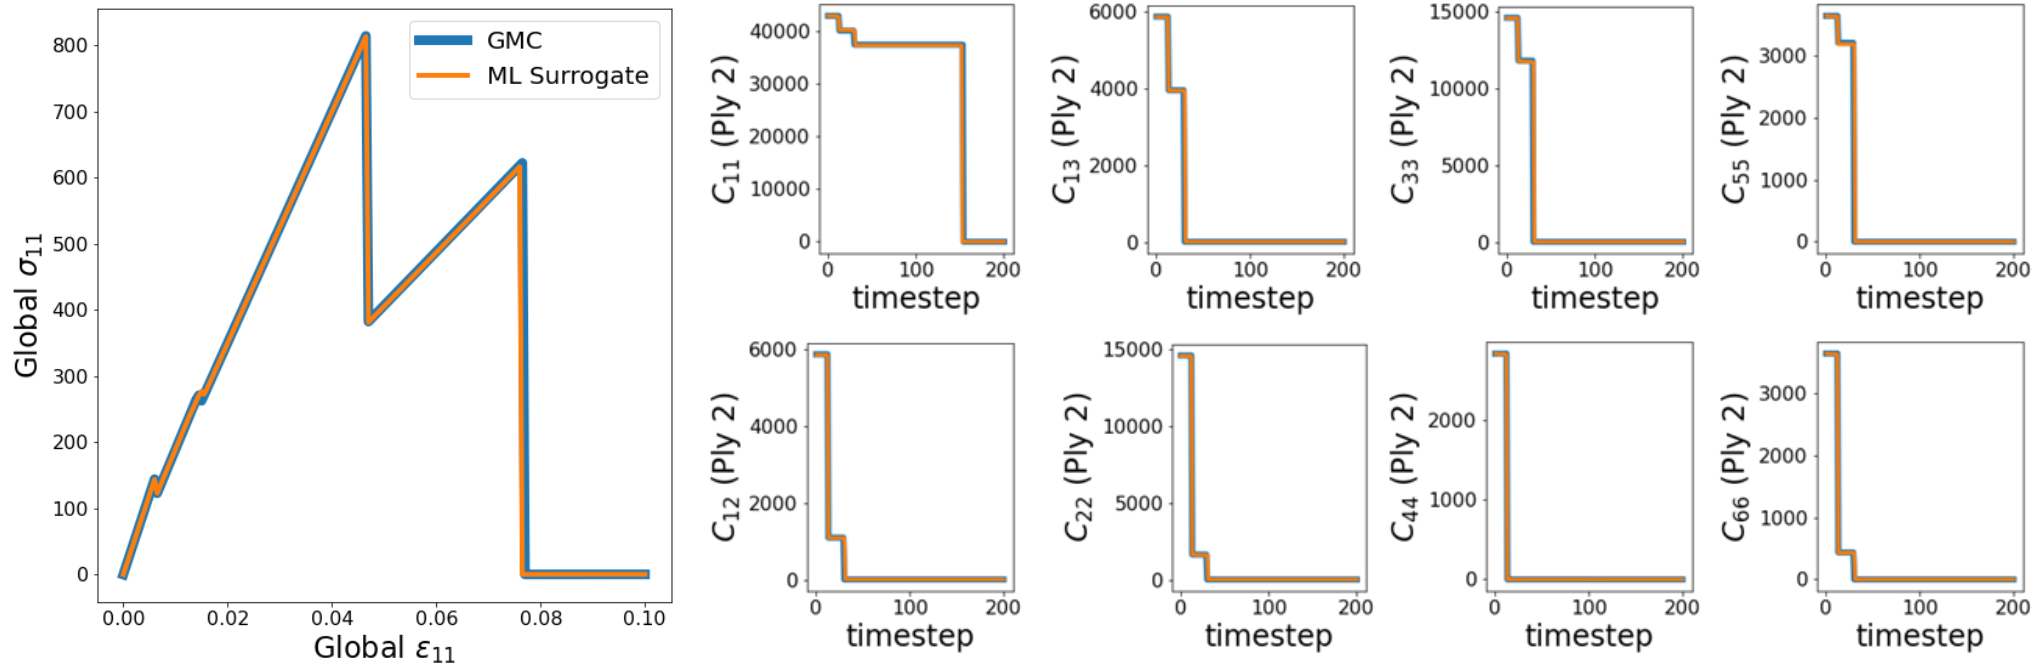 GMC
ML Surrogate
800
700
600
500
400
300
200
100
0
Global σ11
0.00 0.02 0.04 0.06 0.08 0.10
Global ε11
40000
30000
20000
10000
0
C11 (Ply 2)
0 100 200
timestep
6000
4000
2000
0
C13 (Ply 2)
0 100 200
timestep
15000
10000
5000
0
C33 (Ply 2)
0 100 200
timestep
3000
2000
1000
0
C55 (Ply 2)
0 100 200
timestep
6000
4000
2000
0
C12 (Ply 2)
0 100 200
timestep
15000
10000
5000
0
C22 (Ply 2)
0 100 200
timestep
2000
1000
0
C44 (Ply 2)
0 100 200
timestep
3000
2000
1000
0
C66 (Ply 2)
0 100 200
timestep